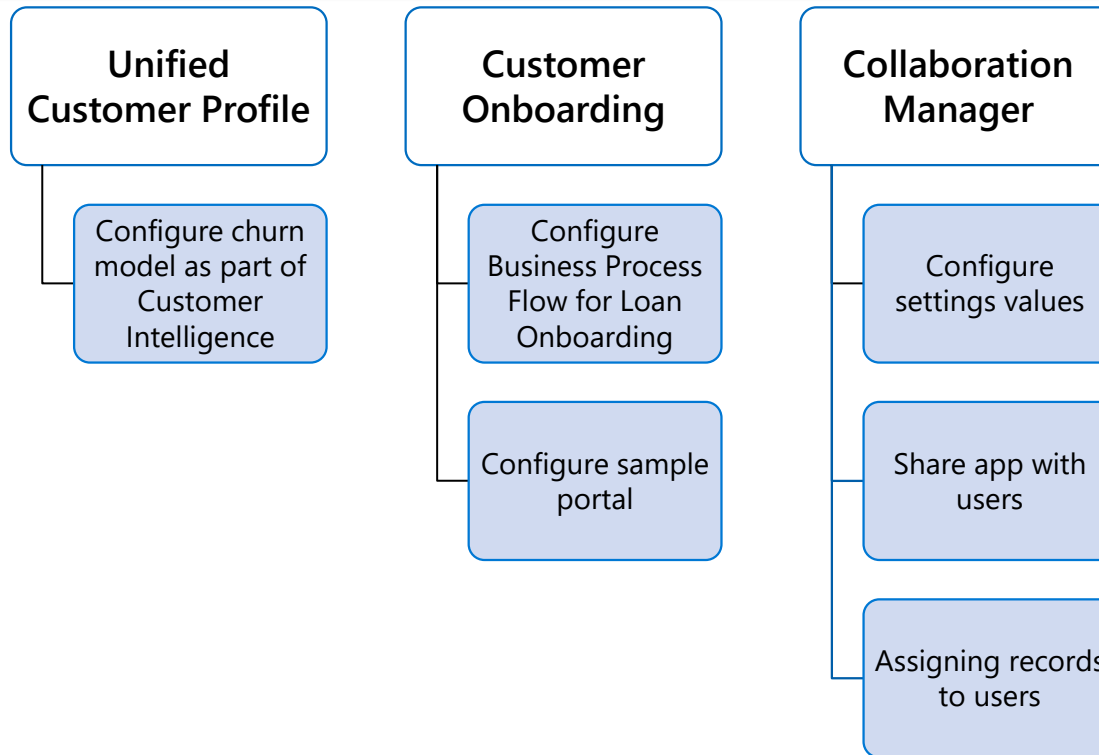 Unified
Customer Profile
Configure churn
model as part of
Customer
Intelligence
Customer
Onboarding
Configure
Business Process
Flow for Loan
Onboarding
Configure sample
portal
Collaboration
Manager
Configure
settings values
Share app with
users
Assigning records
to users